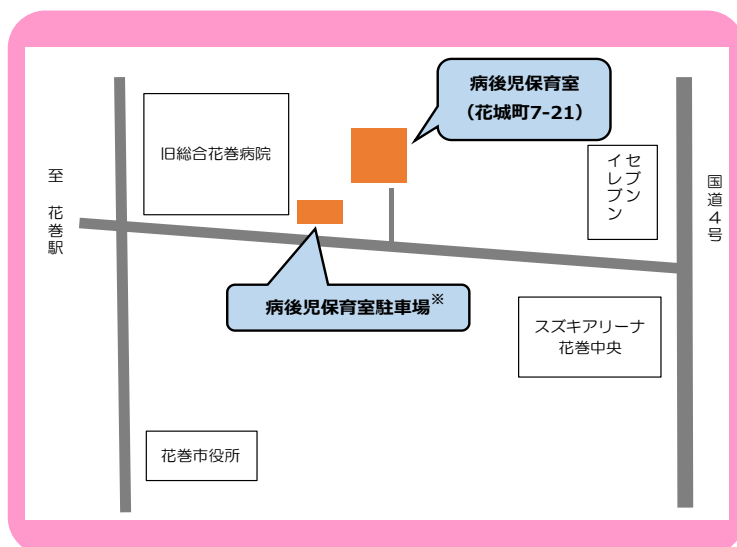 病後児保育室
（花城町7-21）
旧総合花巻病院
セブン
イレブン
至　花巻駅
国道４号
病後児保育室駐車場※
スズキアリーナ
花巻中央
花巻市役所